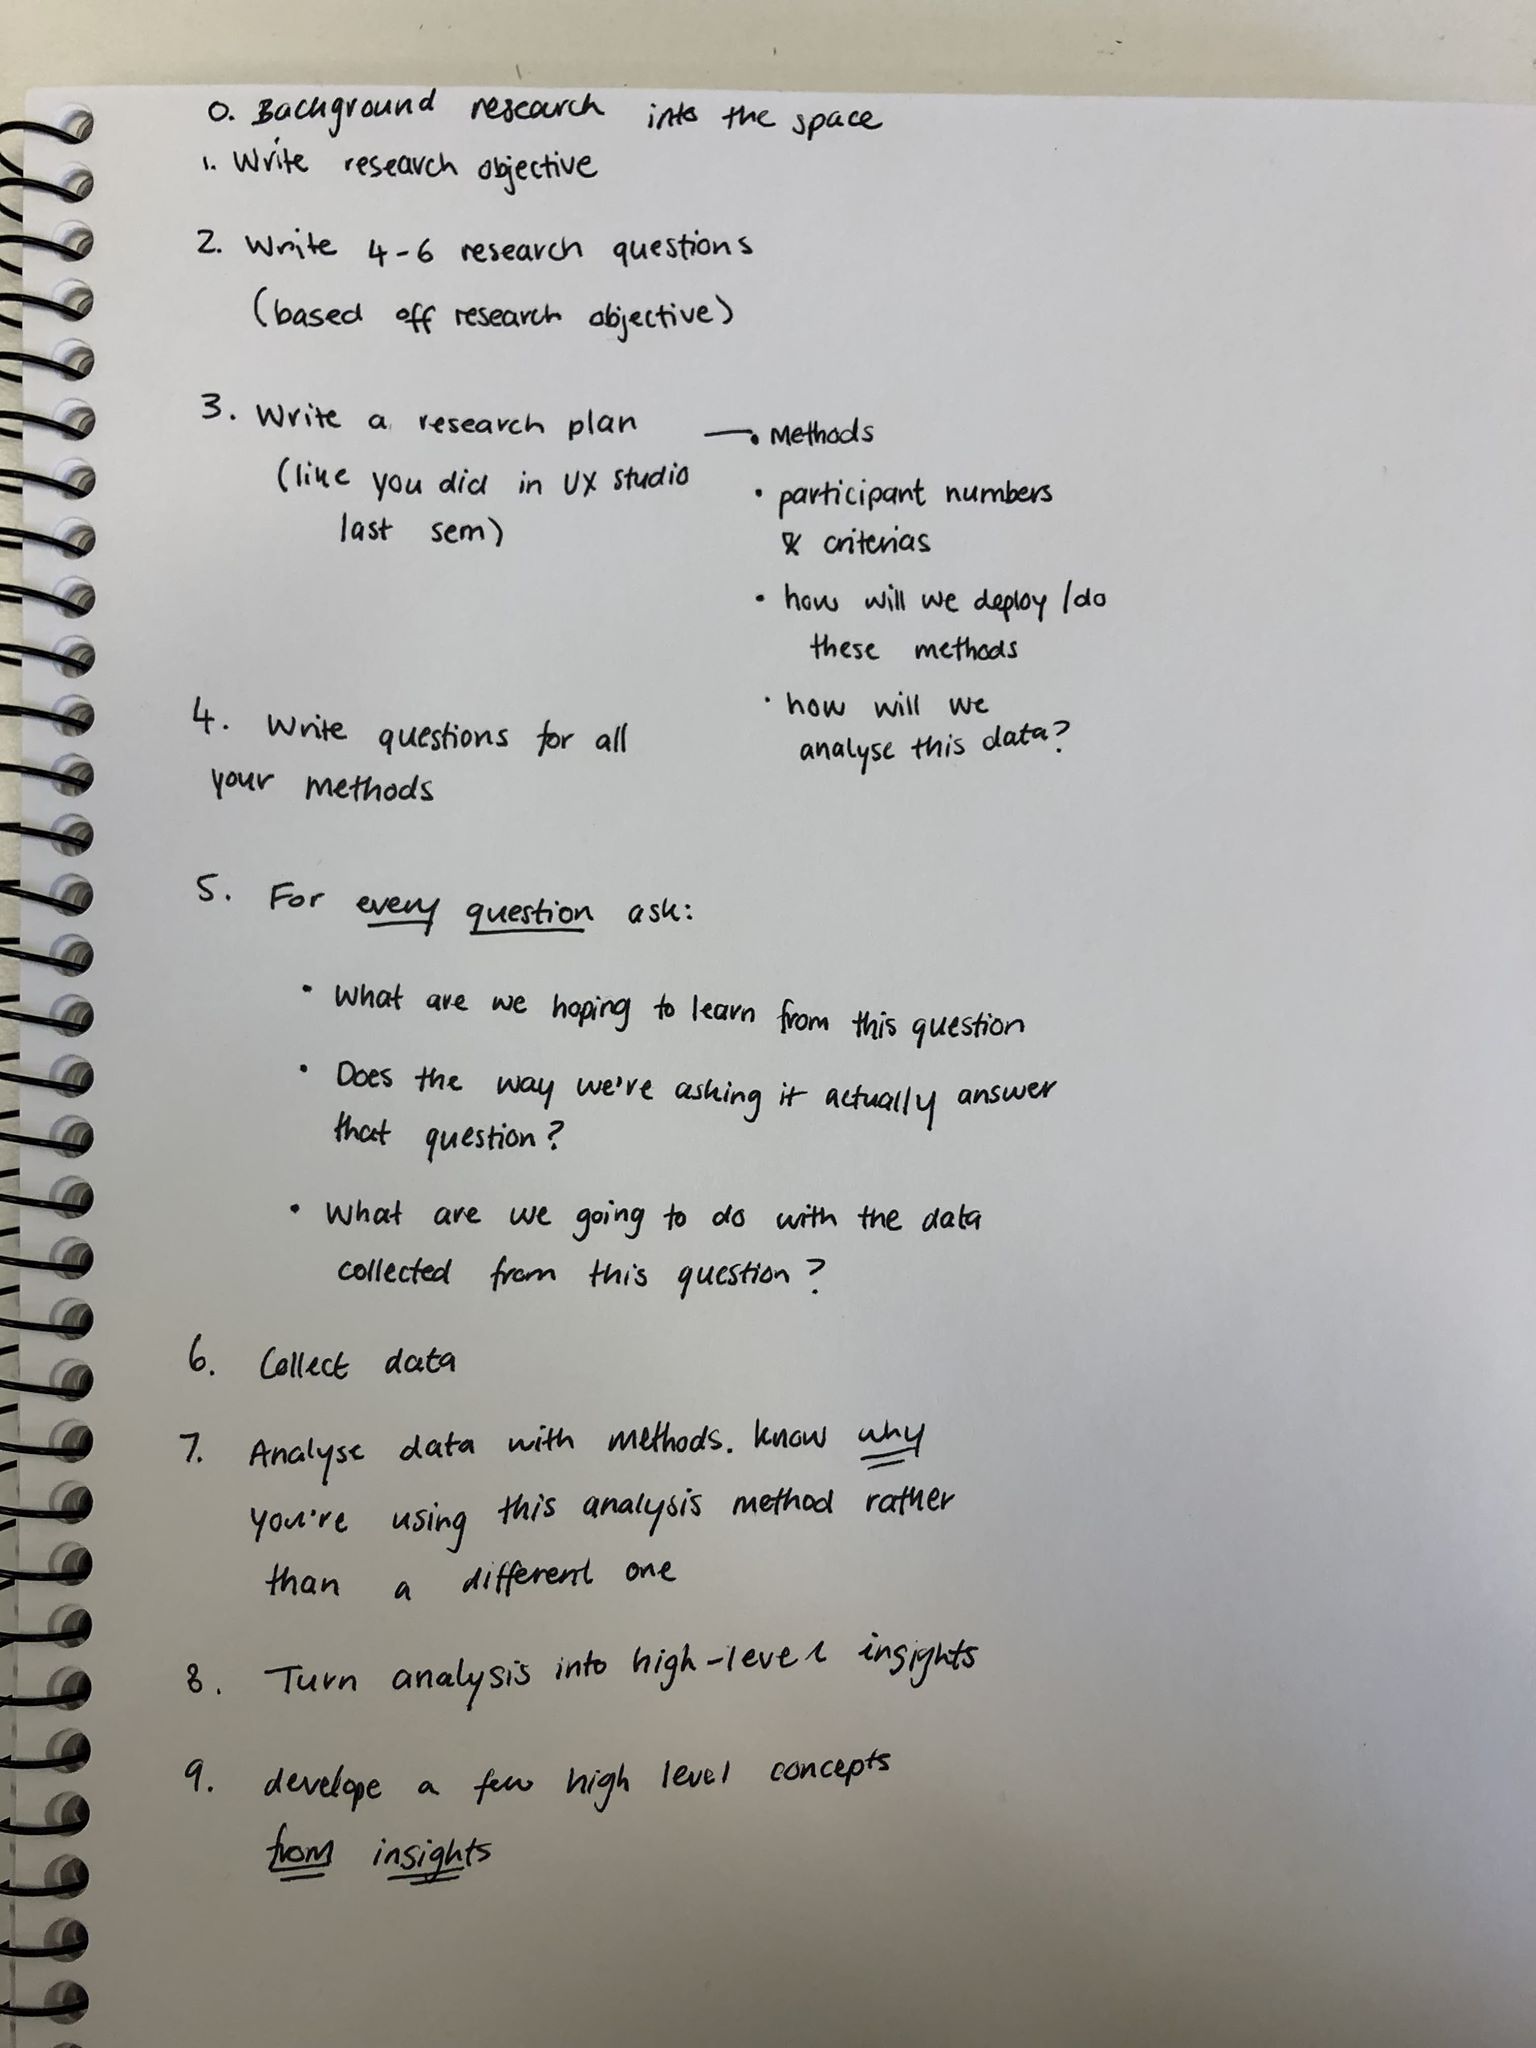 0. Background research into the space
1. Write research objective
2. Write 4-6 research questions
(based off research objective)
3. Write a research plan
(like you did in UX studio
last sem)
— • Methods
• participant numbers
& criterias
• how will we deploy /do
these methods
• how will we
analyse this data?
4. Write questions for all
your methods
5. For every question ask:
• What are we hoping to learn from this question
• Does the way we're asking it actually answer
that question?
• What are we going to do with the data
collected from this question?
6. Collect data
7. Analyse data with methods. know why
you're using this analysis method rather
than a different one
8. Turn analysis into high-level insights
9. develope a few high level concepts
from insights